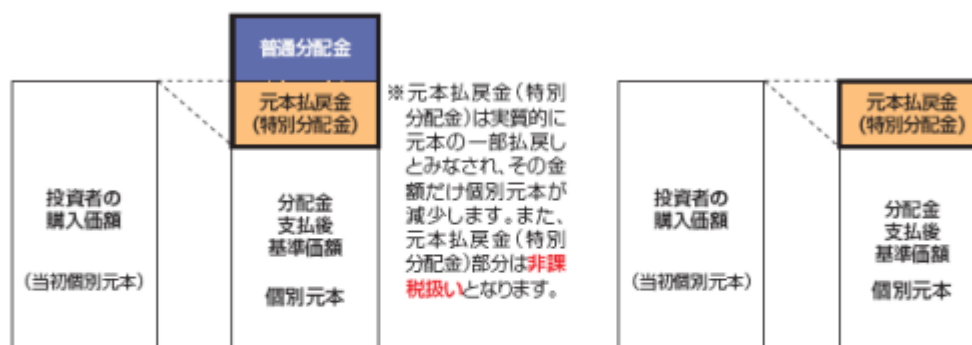 普通分配金
元本払戻金
(特別分配金)
投資者の
購入価額
(当初個別元本)
分配金
支払後
基準価額
個別元本
※元本払戻金(特別
分配金)は実質的に
元本の一部払戻し
とみなされ、その金
額だけ個別元本が
減少します。また、
元本払戻金(特別
分配金)部分は非課
税扱いとなります。
元本払戻金
(特別分配金)
投資者の
購入価額
(当初個別元本)
分配金
支払後
基準価額
個別元本